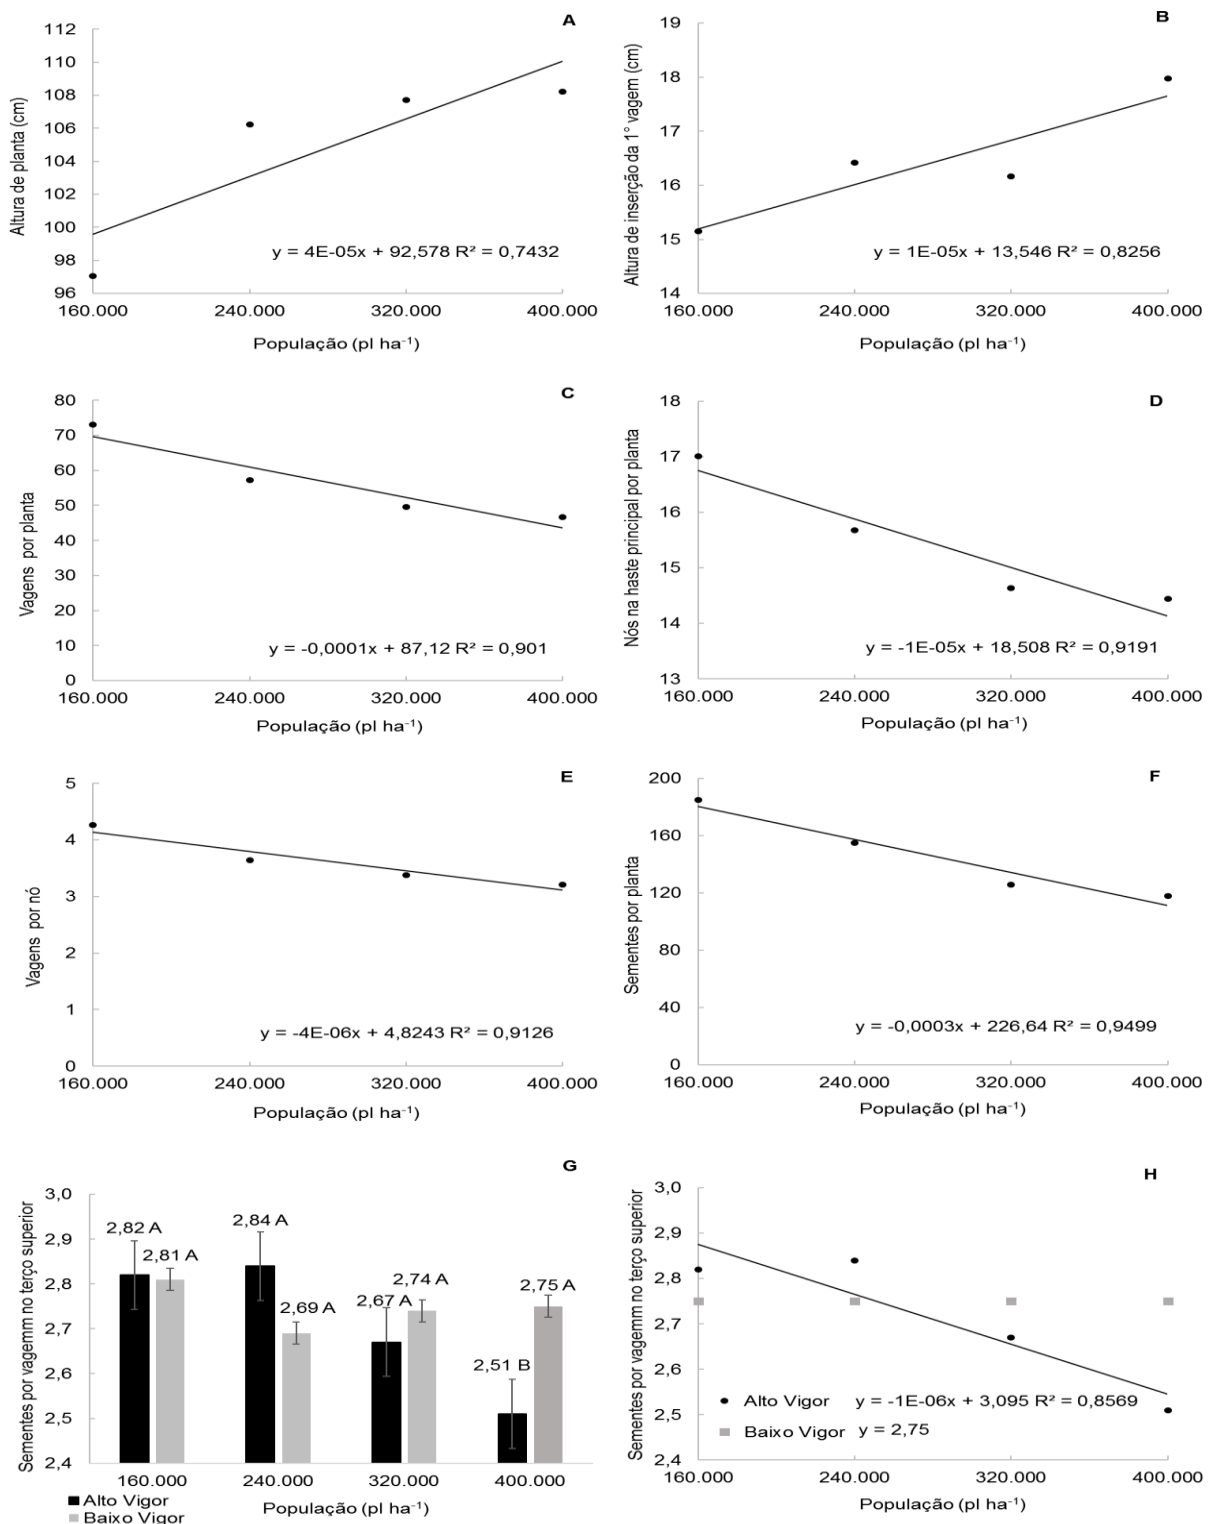 A
Altura de planta (cm)
112
110
108
106
104
102
100
98
96
160.000 240.000 320.000 400.000
População (pl ha⁻¹)
y = 4E-05x + 92,578 R² = 0,7432
B
Altura de inserção da 1° vagem (cm)
19
18
17
16
15
14
160.000 240.000 320.000 400.000
População (pl ha⁻¹)
y = 1E-05x + 13,546 R² = 0,8256
C
Vagens por planta
80
70
60
50
40
30
20
10
0
160.000 240.000 320.000 400.000
População (pl ha⁻¹)
y = -0,0001x + 87,12 R² = 0,901
D
Nós na haste principal por planta
18
17
16
15
14
13
160.000 240.000 320.000 400.000
População (pl ha⁻¹)
y = -1E-05x + 18,508 R² = 0,9191
E
Vagens por nó
5
4
3
2
1
0
160.000 240.000 320.000 400.000
População (pl ha⁻¹)
y = -4E-06x + 4,8243 R² = 0,9126
F
Sementes por planta
200
160
120
80
40
0
160.000 240.000 320.000 400.000
População (pl ha⁻¹)
y = -0,0003x + 226,64 R² = 0,9499
G
Sementes por vagemm no terço superior
3,0
2,9
2,8
2,7
2,6
2,5
2,4
2,82 A
2,81 A
2,84 A
2,69 A
2,67 A
2,74 A
2,51 B
2,75 A
160.000 240.000 320.000 400.000
População (pl ha⁻¹)
Alto Vigor
Baixo Vigor
H
Sementes por vagemm no terço superior
3,0
2,9
2,8
2,7
2,6
2,5
2,4
160.000 240.000 320.000 400.000
População (pl ha⁻¹)
Alto Vigor y = -1E-06x + 3,095 R² = 0,8569
Baixo Vigor y = 2,75